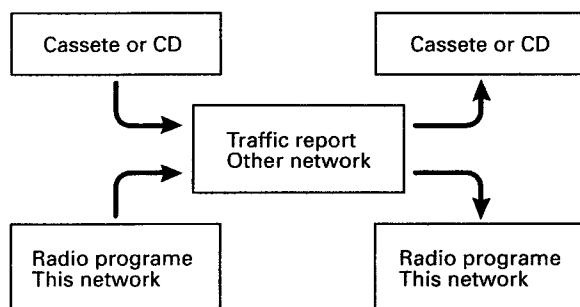 Cassete or CD
Cassete or CD
Traffic report
Other network
Radio programe
This network
Radio programe
This network